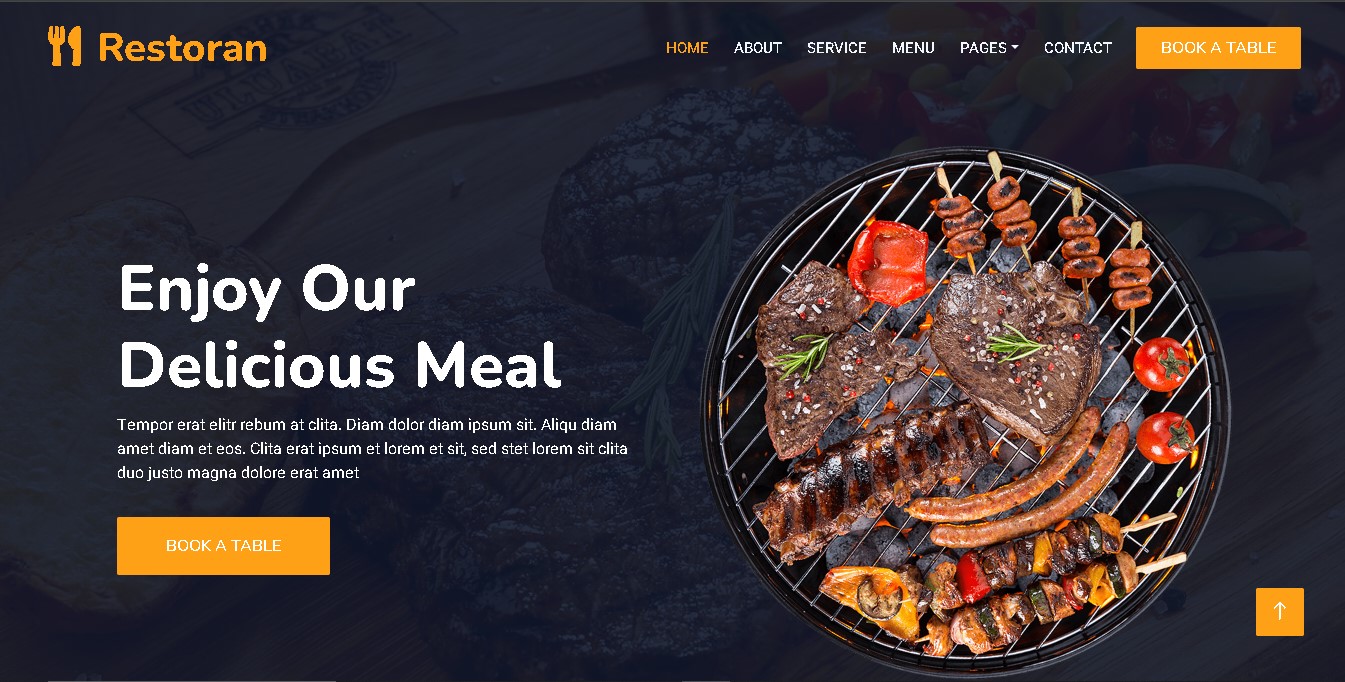 Restoran
HOME ABOUT SERVICE MENU PAGES CONTACT BOOK A TABLE
Enjoy Our
Delicious Meal
Tempor erat elitr rebum at clita. Diam dolor diam ipsum sit. Aliqu diam
amet diam et eos. Clita erat ipsum et lorem et sit, sed stet lorem sit clita
duo justo magna dolore erat amet
BOOK A TABLE